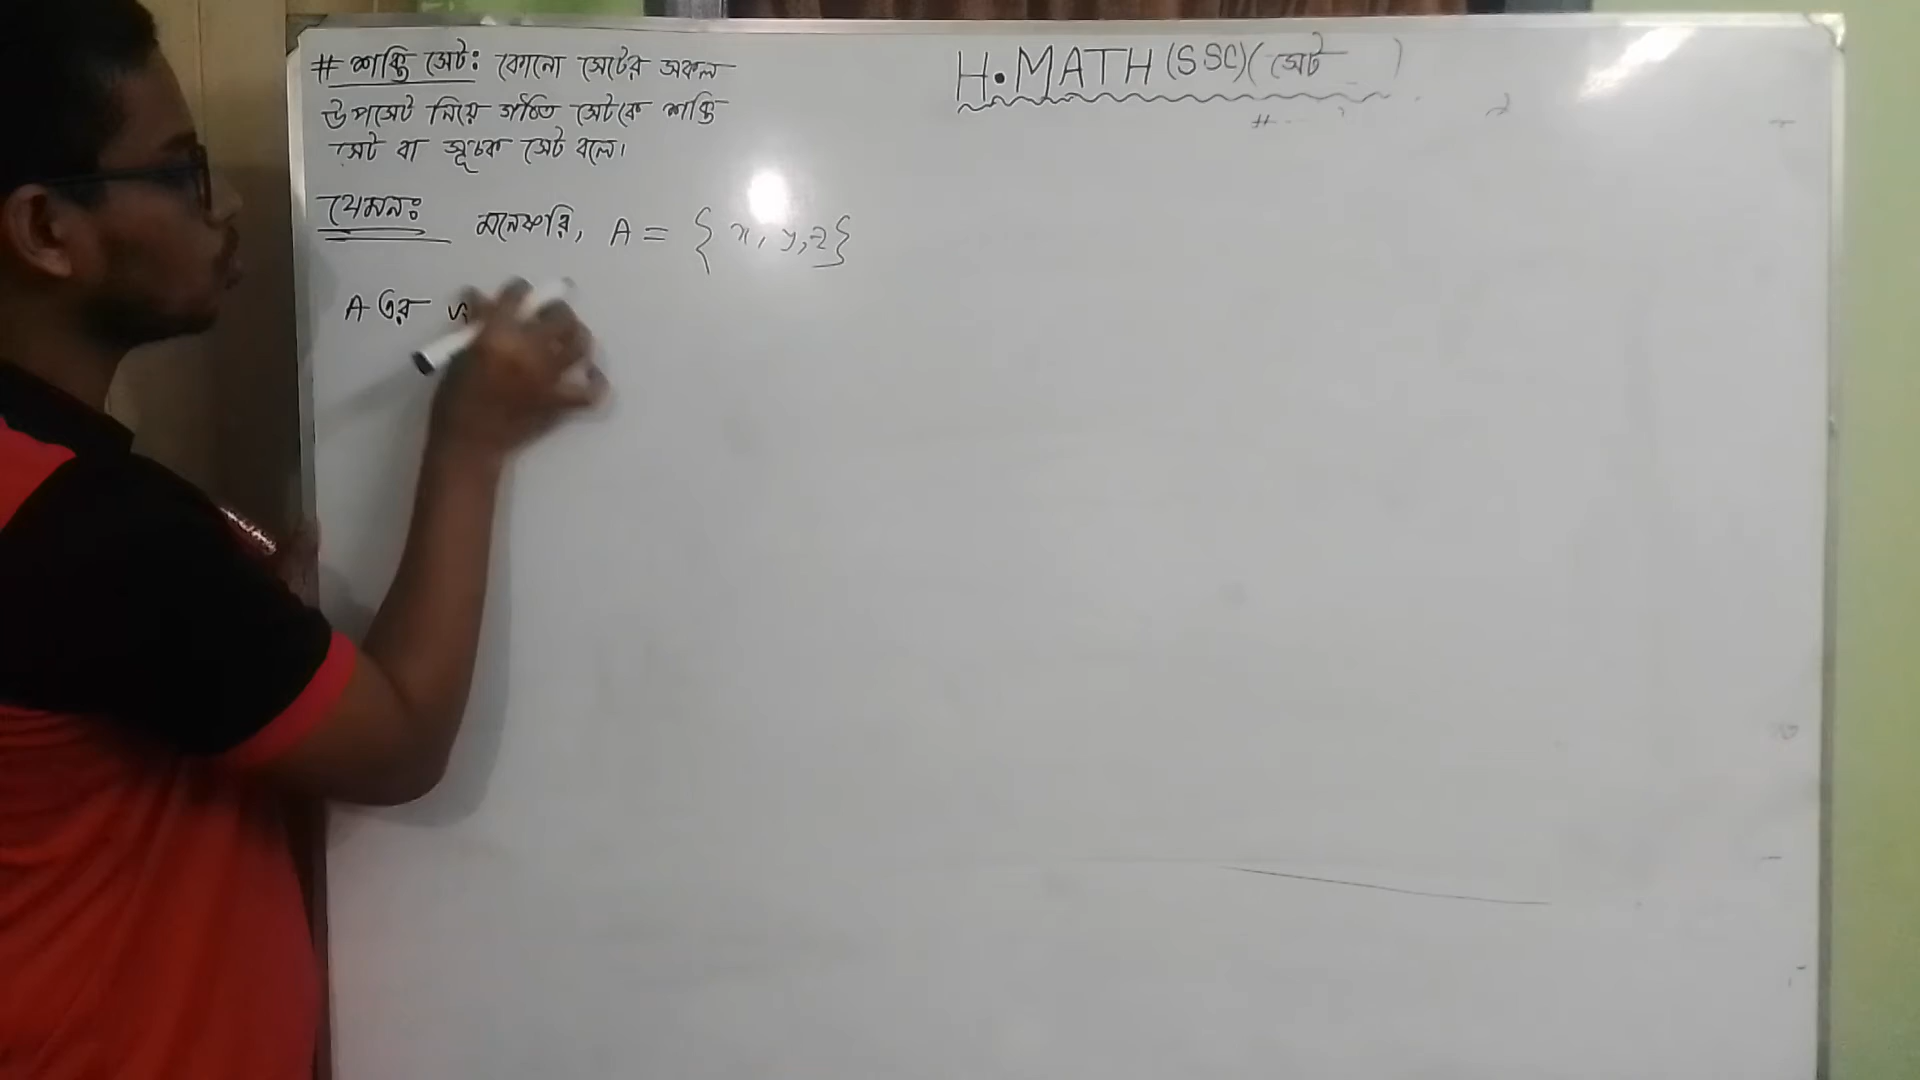 H.MATH (SSC) (সেট )
# শক্তি সেট: কোনো সেটের সকল
উপসেট নিয়ে গঠিত সেটকে শক্তি
সেট বা সূচক সেট বলে।
যেমনঃ মনেকরি, A = { x, y, z }
A এর